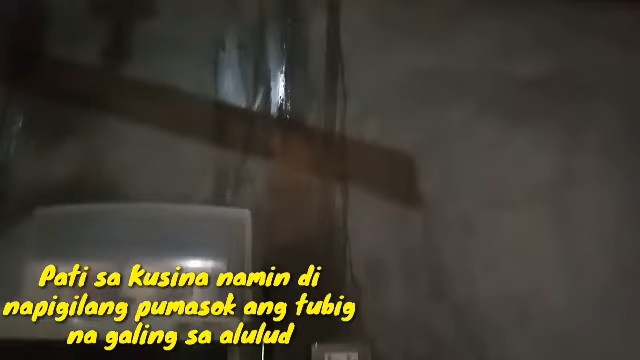 Pati sa Kusina namin di
napigilang pumasok ang tubig
na galing sa alulud